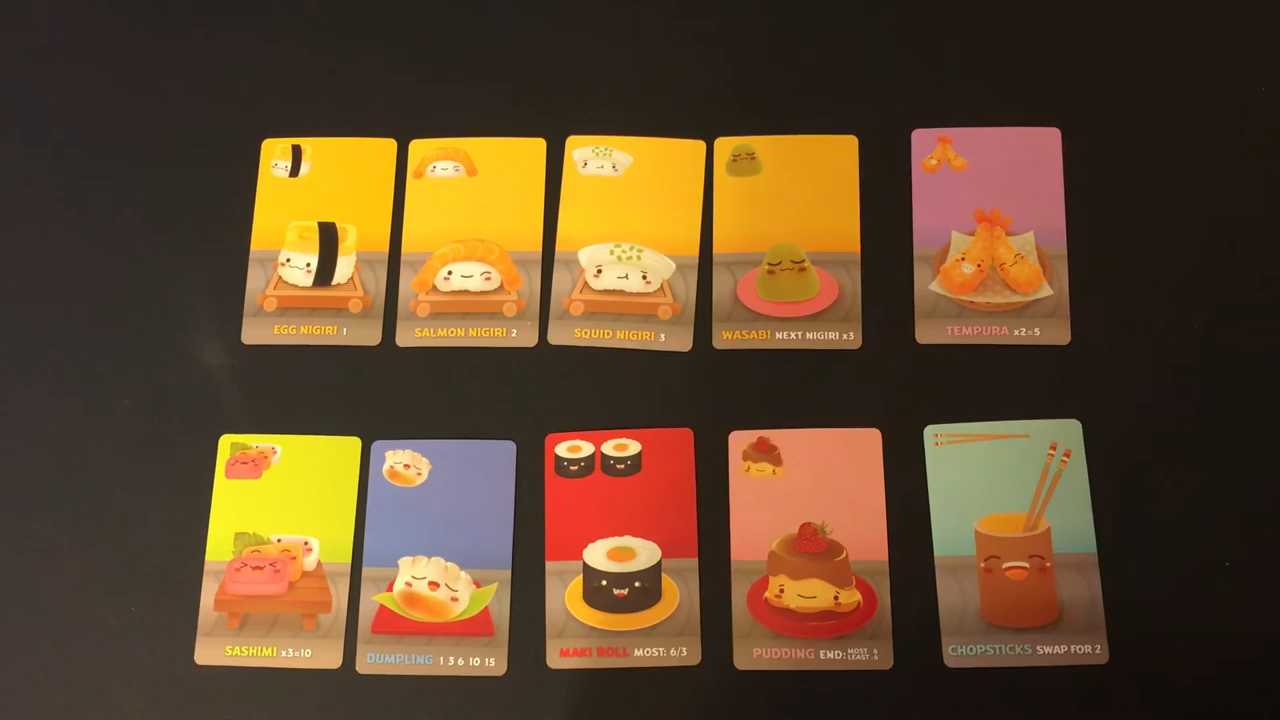 EGG NIGIRI 1
SALMON NIGIRI 2
SQUID NIGIRI 3
WASABI NEXT NIGIRI x3
TEMPURA x2=5
SASHIMI x3=10
DUMPLING 1 3 6 10 15
MAKI ROLL MOST: 6/3
PUDDING END: MOST 6
LEAST -6
CHOPSTICKS SWAP FOR 2